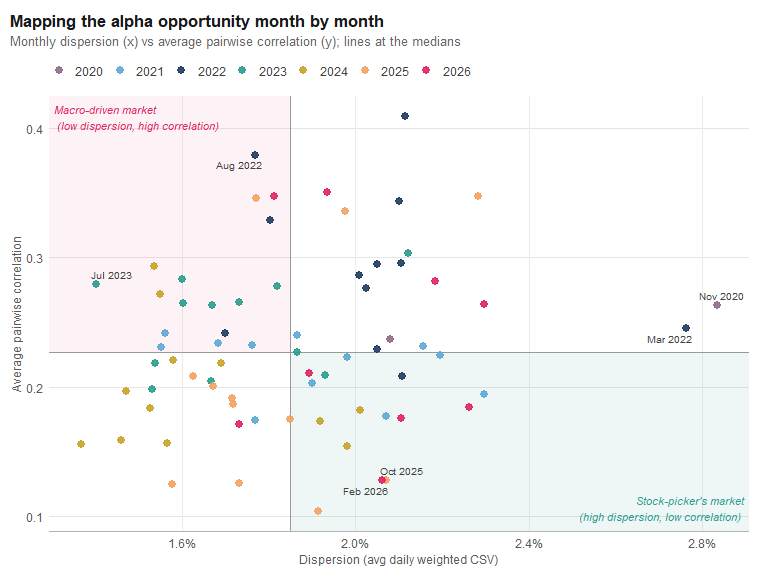 Mapping the alpha opportunity month by month
Monthly dispersion (x) vs average pairwise correlation (y); lines at the medians
2020 2021 2022 2023 2024 2025 2026
Macro-driven market
(low dispersion, high correlation)
0.4
Aug 2022
0.3
Jul 2023
Nov 2020
Mar 2022
Average pairwise correlation
0.2
Oct 2025
Feb 2026
Stock-picker's market
(high dispersion, low correlation)
0.1
1.6% 2.0% 2.4% 2.8%
Dispersion (avg daily weighted CSV)